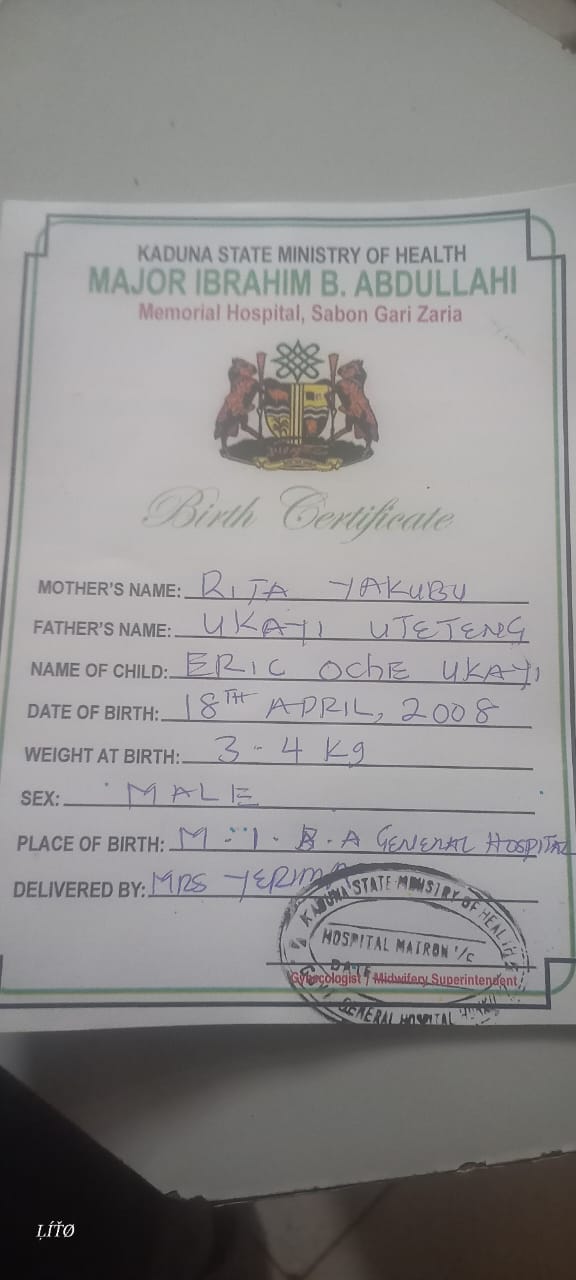 KADUNA STATE MINISTRY OF HEALTH
MAJOR IBRAHIM B. ABDULLAHI
Memorial Hospital, Sabon Gari Zaria
Birth Certificate
MOTHER'S NAME: RITA YAKUBU
FATHER'S NAME: UKAYI UTETENG
NAME OF CHILD: ERIC OchE UKAYI
DATE OF BIRTH: 18TH APRIL, 2008
WEIGHT AT BIRTH: 3-4 Kg
SEX: MALE
PLACE OF BIRTH: M.I.B.A GENERAL HOSPITAL
DELIVERED BY: MRS YERIMA
KADUNA STATE MINISTRY OF HEALTH
HOSPITAL MATRON I/C
DATE
Gynecologist / Midwifery Superintendent
GENERAL HOSPITAL
ĻÍŤØ